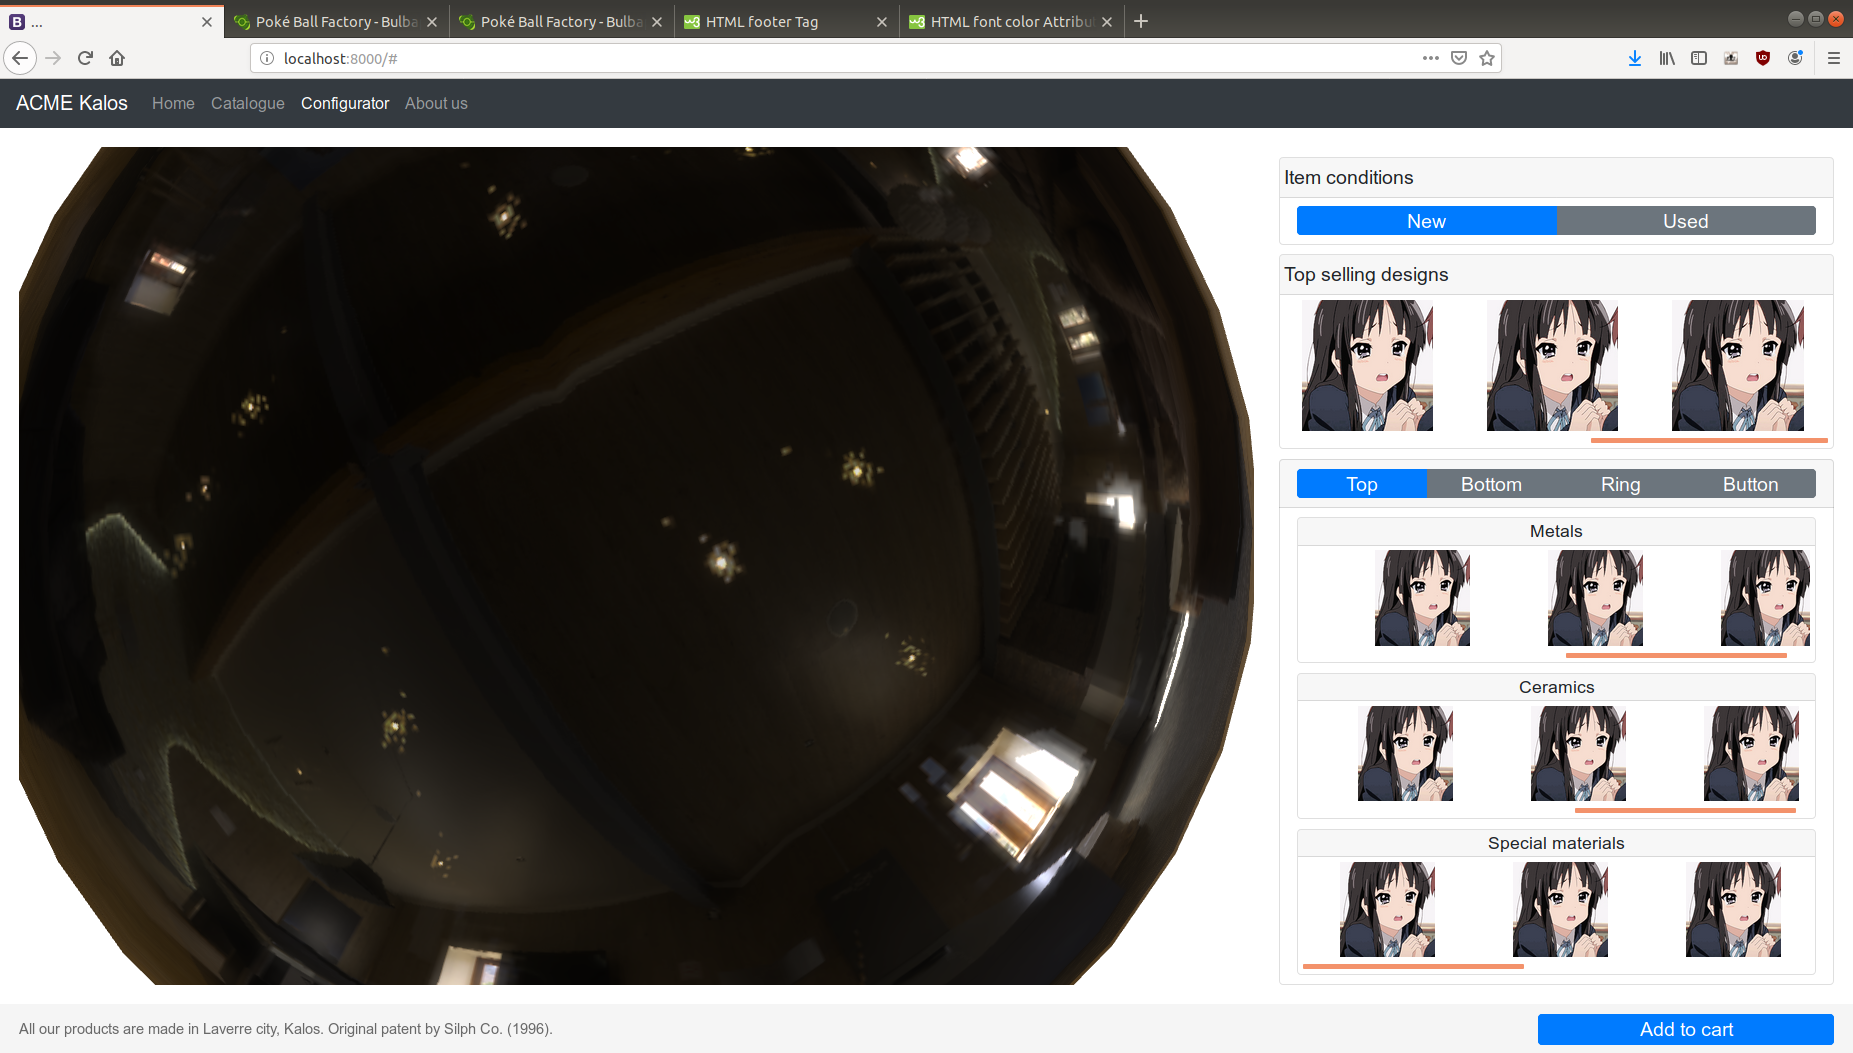 ...
Poké Ball Factory - Bulba
Poké Ball Factory - Bulba
HTML footer Tag
HTML font color Attribu
localhost:8000/#
ACME Kalos Home Catalogue Configurator About us
Item conditions
New Used
Top selling designs
Top Bottom Ring Button
Metals
Ceramics
Special materials
All our products are made in Laverre city, Kalos. Original patent by Silph Co. (1996).
Add to cart